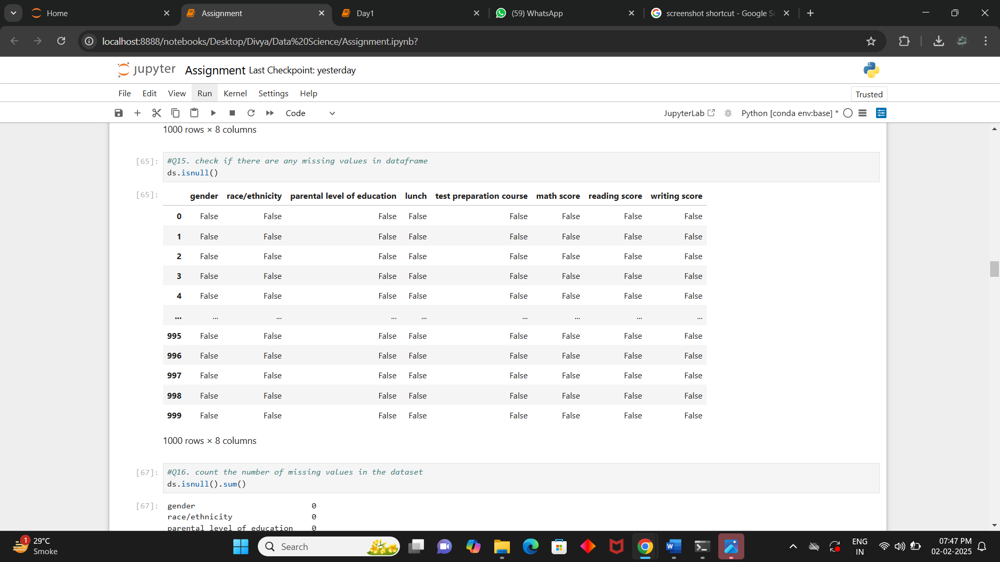 Home
Assignment
Day1
(59) WhatsApp
screenshot shortcut - Google Se
localhost:8888/notebooks/Desktop/Divya/Data%20Science/Assignment.ipynb?
jupyter Assignment Last Checkpoint: yesterday
File Edit View Run Kernel Settings Help
Trusted
Code
JupyterLab
Python [conda env:base] *
1000 rows × 8 columns
[65]: #Q15. check if there are any missing values in dataframe
ds.isnull()
[65]: gender race/ethnicity parental level of education lunch test preparation course math score reading score writing score
0 False False False False False False False False
1 False False False False False False False False
2 False False False False False False False False
3 False False False False False False False False
4 False False False False False False False False
... ... ... ... ... ... ... ... ...
995 False False False False False False False False
996 False False False False False False False False
997 False False False False False False False False
998 False False False False False False False False
999 False False False False False False False False
1000 rows × 8 columns
[67]: #Q16. count the number of missing values in the dataset
ds.isnull().sum()
[67]: gender 0
race/ethnicity 0
parental level of education 0
1
29°C
Smoke
Search
W
ENG
IN
07:47 PM
02-02-2025